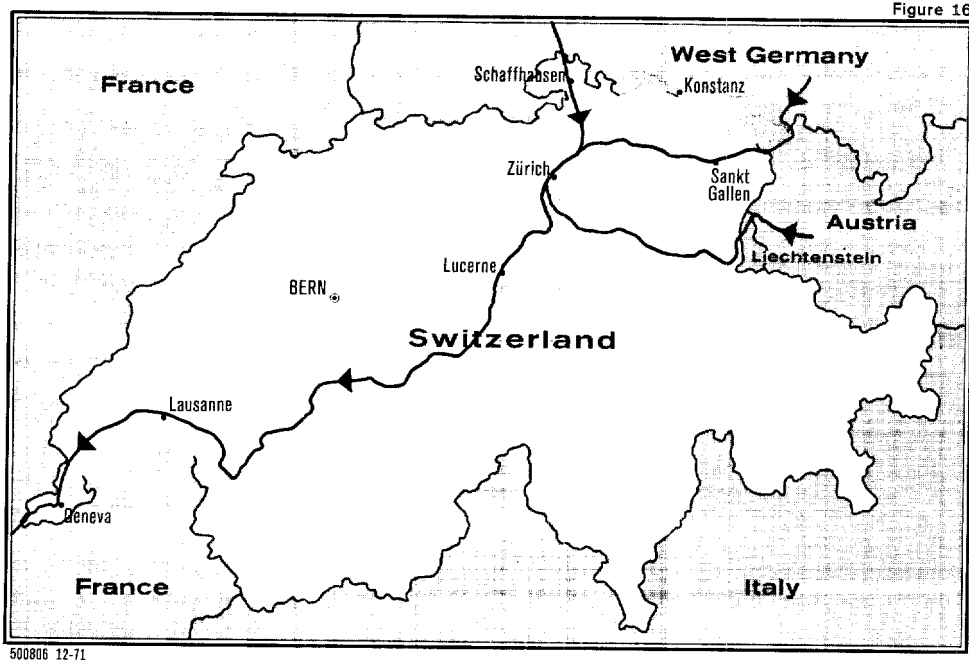 Figure 16
West Germany
France
Schaffhausen
Konstanz
Zürich
Sankt
Gallen
Austria
Liechtenstein
Lucerne
BERN
Switzerland
Lausanne
Geneva
France
Italy
500806 12-71